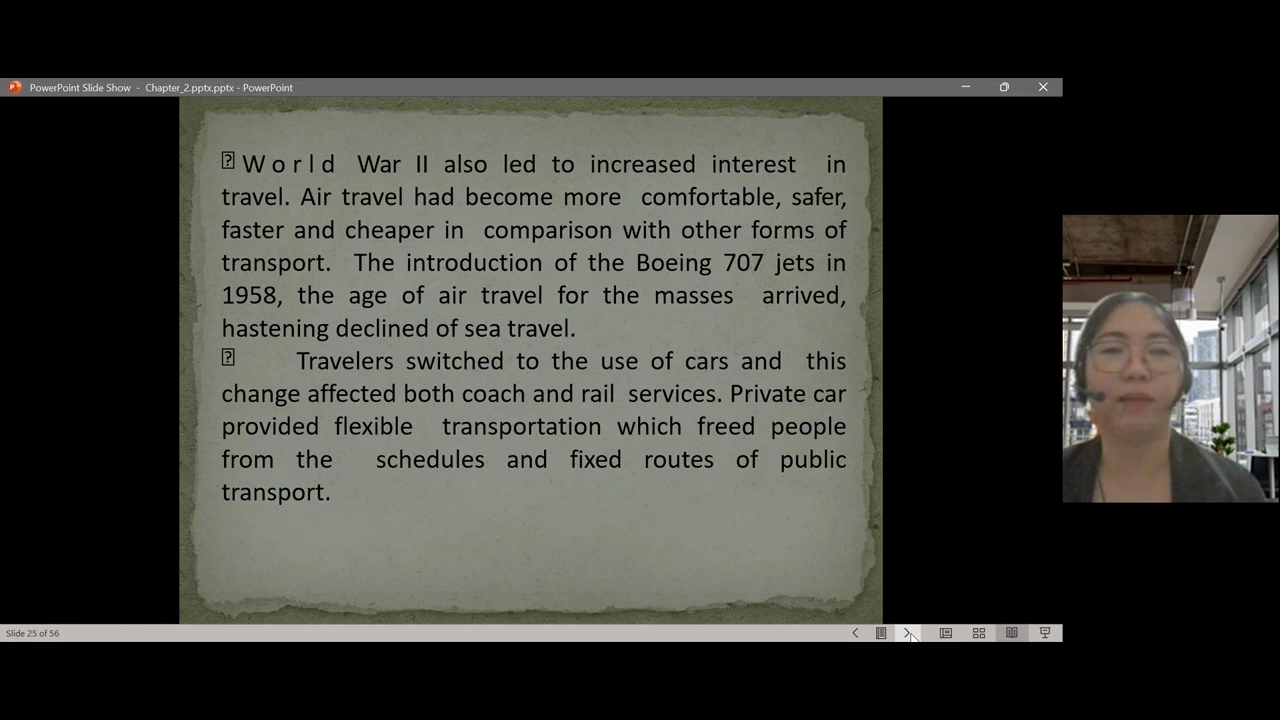 PowerPoint Slide Show - Chapter_2.pptx.pptx - PowerPoint
World War II also led to increased interest in
travel. Air travel had become more comfortable, safer,
faster and cheaper in comparison with other forms of
transport. The introduction of the Boeing 707 jets in
1958, the age of air travel for the masses arrived,
hastening declined of sea travel.
Travelers switched to the use of cars and this
change affected both coach and rail services. Private car
provided flexible transportation which freed people
from the schedules and fixed routes of public
transport.
Slide 25 of 56